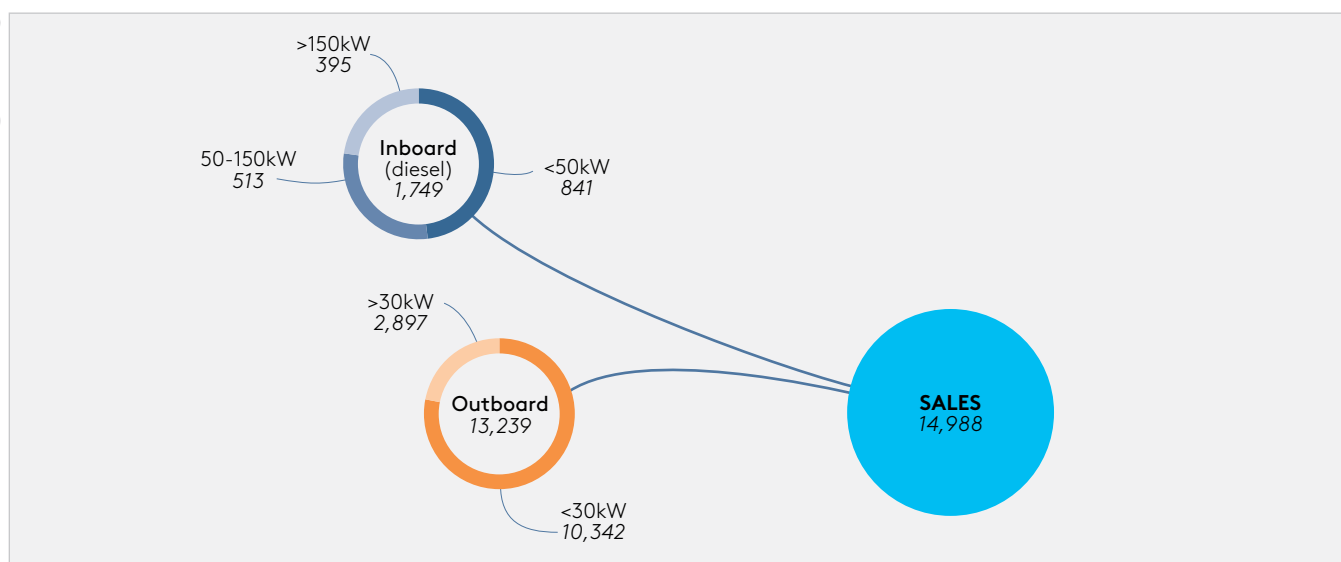 >150kW
395
Inboard
(diesel)
1,749
50-150kW
513
<50kW
841
>30kW
2,897
Outboard
13,239
<30kW
10,342
SALES
14,988